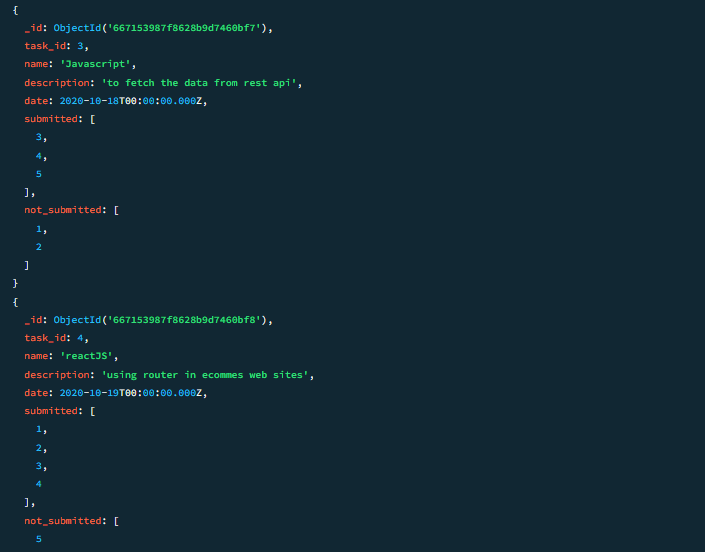 {
_id: ObjectId('667153987f8628b9d7460bf7'),
task_id: 3,
name: 'Javascript',
description: 'to fetch the data from rest api',
date: 2020-10-18T00:00:00.000Z,
submitted: [
3,
4,
5
],
not_submitted: [
1,
2
]
}
{
_id: ObjectId('667153987f8628b9d7460bf8'),
task_id: 4,
name: 'reactJS',
description: 'using router in ecommes web sites',
date: 2020-10-19T00:00:00.000Z,
submitted: [
1,
2,
3,
4
],
not_submitted: [
5